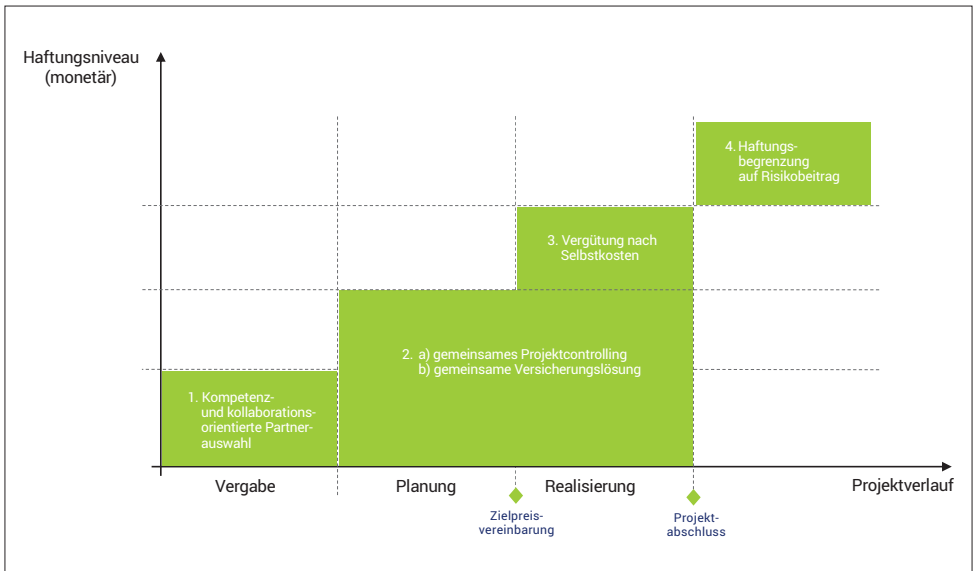 Haftungsniveau
(monetär)
4. Haftungs-
begrenzung
auf Risikobeitrag
3. Vergütung nach
Selbstkosten
2. a) gemeinsames Projektcontrolling
b) gemeinsame Versicherungslösung
1. Kompetenz-
und kollaborations-
orientierte Partner-
auswahl
Vergabe
Planung
Realisierung
Projektverlauf
Zielpreis-
vereinbarung
Projekt-
abschluss